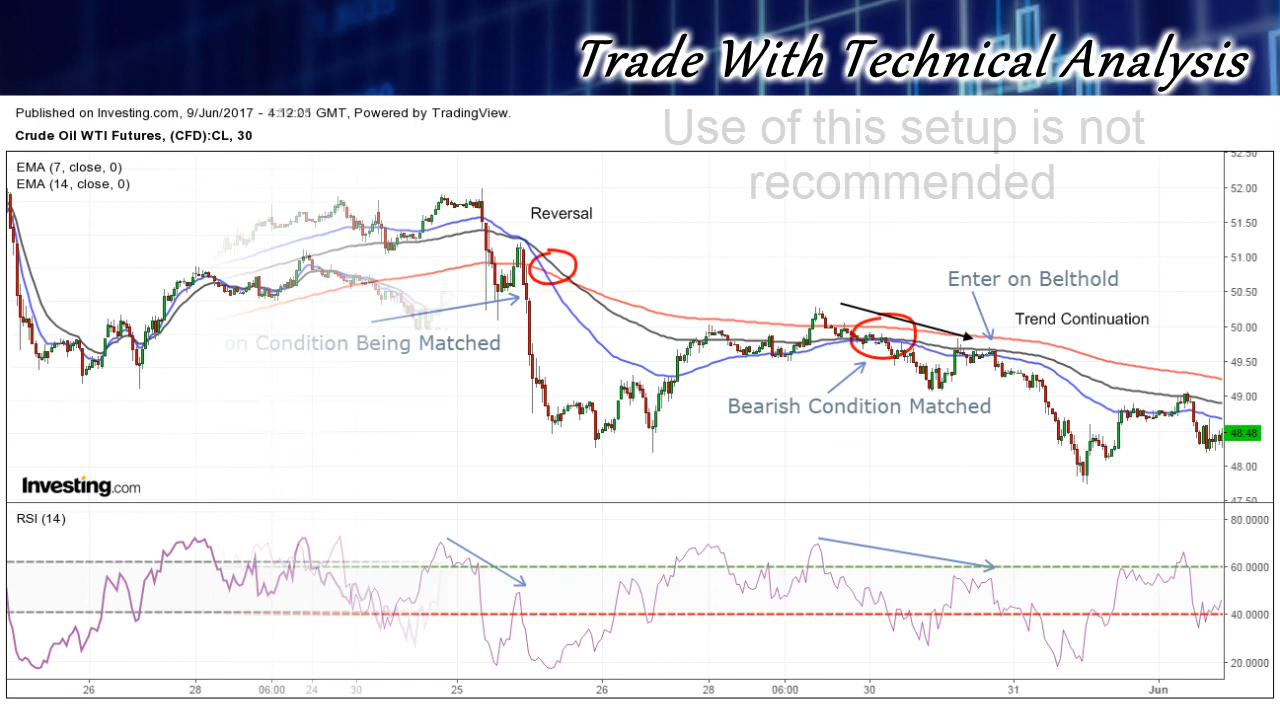 Trade With Technical Analysis
Published on Investing.com, 9/Jun/2017 - GMT, Powered by TradingView.
Crude Oil WTI Futures, (CFD):CL, 30
Use of this setup is not
recommended
EMA (7, close, 0)
EMA (14, close, 0)
52.50
52.00
Reversal
51.50
51.00
Enter on Belthold
50.50
Trend Continuation
50.00
on Condition Being Matched
49.50
49.00
Bearish Condition Matched
48.48
48.00
Investing.com
47.50
RSI (14)
80.0000
60.0000
40.0000
20.0000
26 28 06:00 24 30 25 26 28 06:00 30 31 Jun